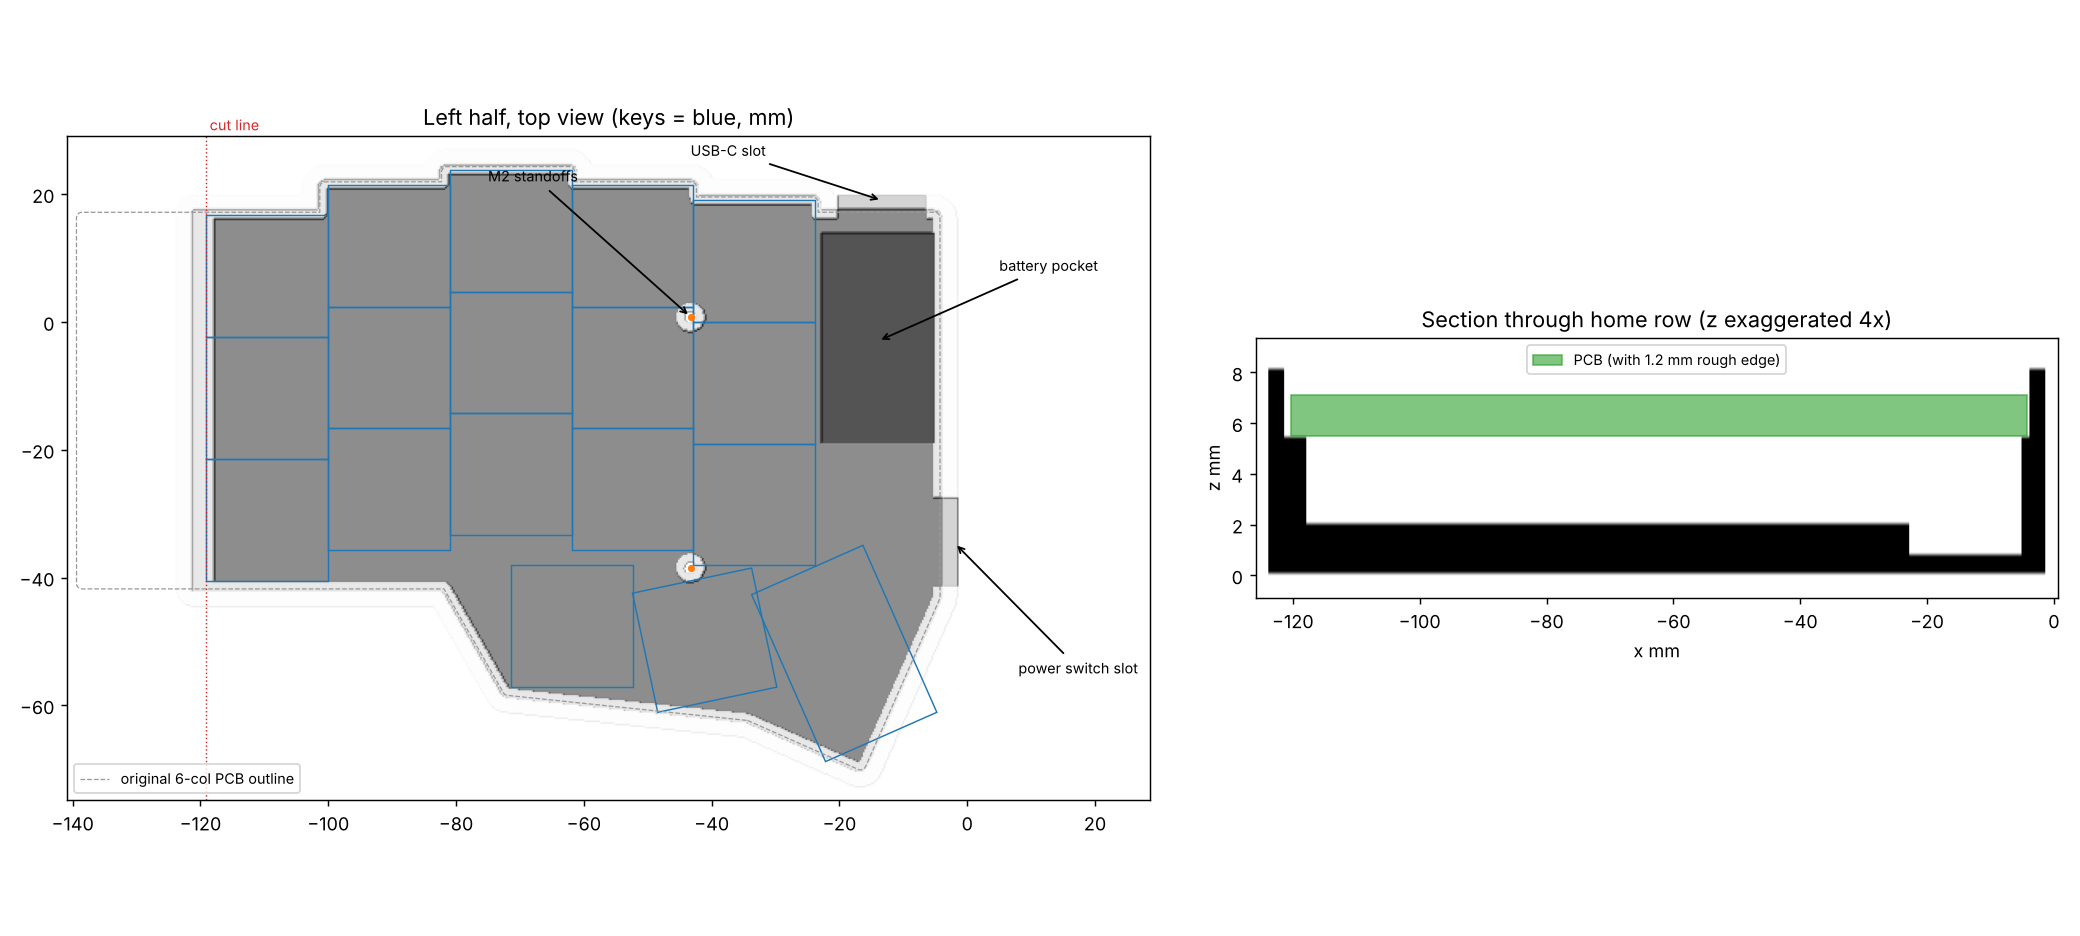 cut line
Left half, top view (keys = blue, mm)
USB-C slot
M2 standoffs
battery pocket
power switch slot
original 6-col PCB outline
20
0
−20
−40
−60
−140
−120
−100
−80
−60
−40
−20
0
20
Section through home row (z exaggerated 4x)
PCB (with 1.2 mm rough edge)
z mm
8
6
4
2
0
−120
−100
−80
−60
−40
−20
0
x mm